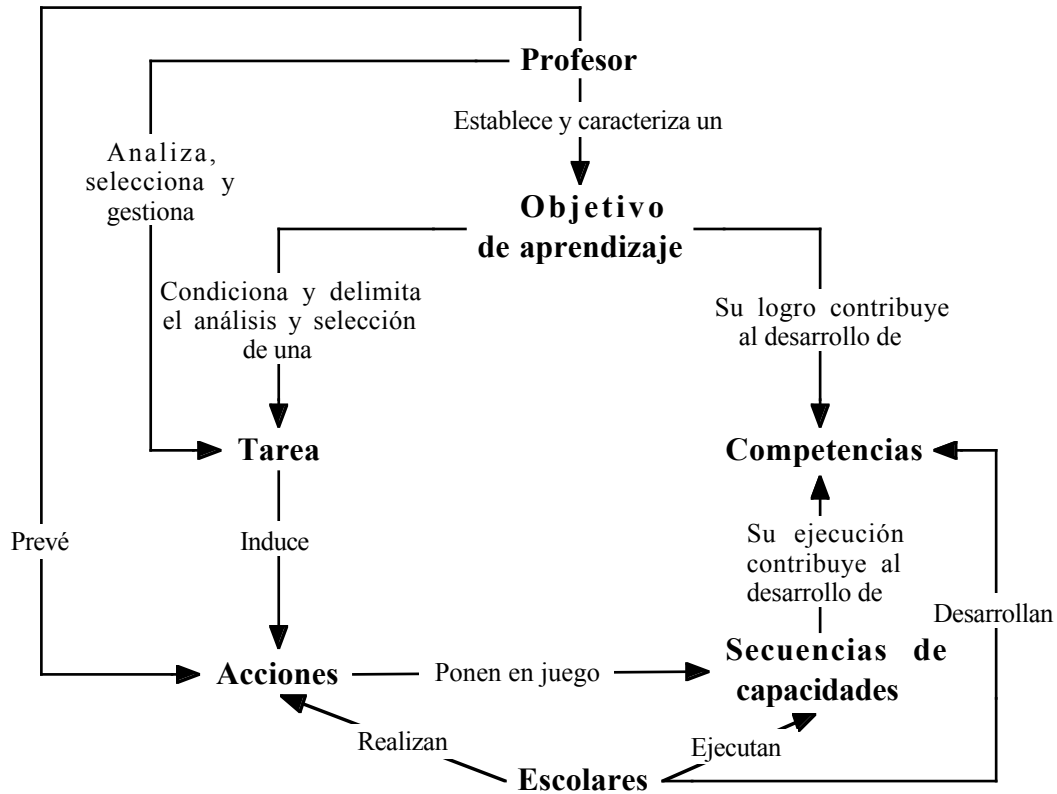 Profesor
Establece y caracteriza un
Analiza,
selecciona y
gestiona
Objetivo
de aprendizaje
Condiciona y delimita
el análisis y selección
de una
Su logro contribuye
al desarrollo de
Tarea
Competencias
Prevé
Induce
Su ejecución
contribuye al
desarrollo de
Desarrollan
Acciones
Ponen en juego
Secuencias de
capacidades
Realizan
Ejecutan
Escolares